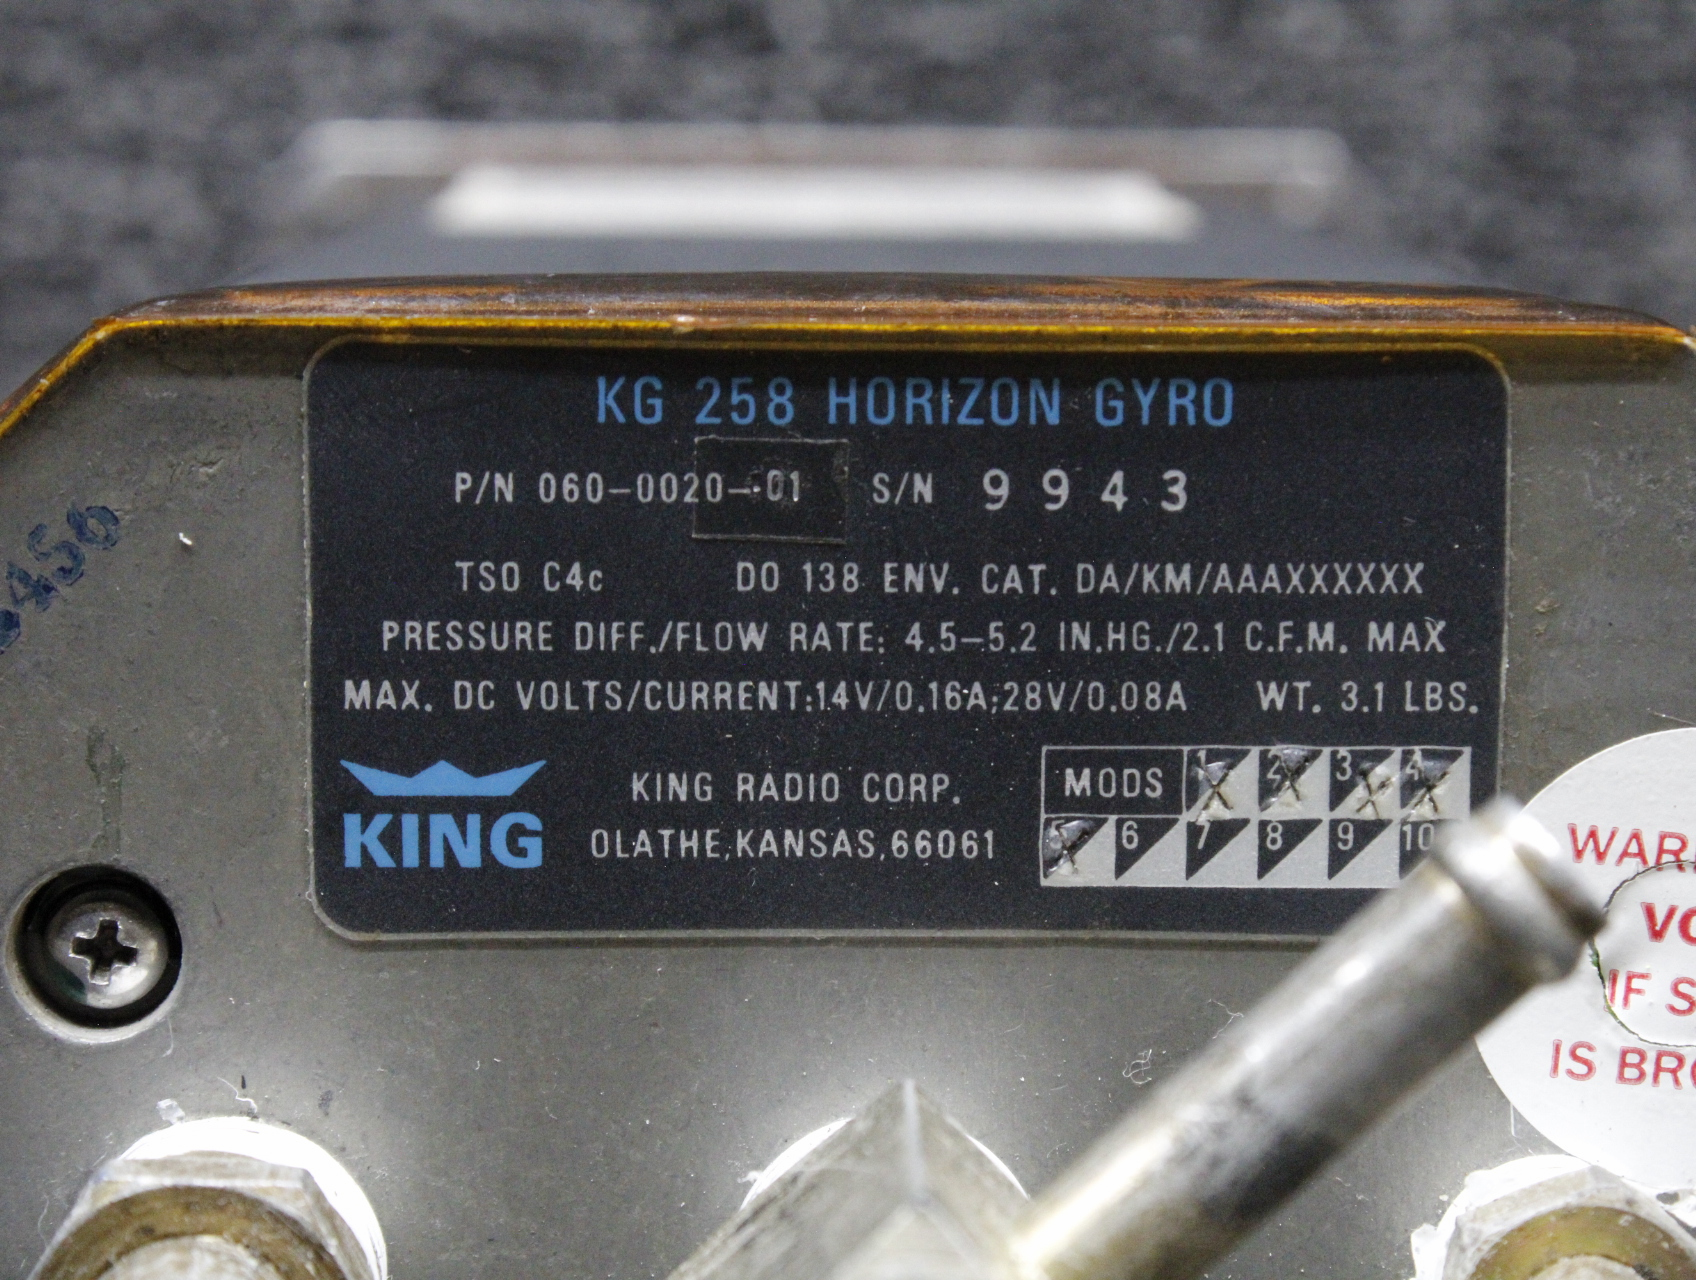 KG 258 HORIZON GYRO
P/N 060-0020-01 S/N 9943
TSO C4c DO 138 ENV. CAT. DA/KM/AAAXXXXXX
PRESSURE DIFF./FLOW RATE: 4.5-5.2 IN.HG./2.1 C.F.M. MAX
MAX. DC VOLTS/CURRENT:14V/0.16A;28V/0.08A WT. 3.1 LBS.
KING
KING RADIO CORP.
OLATHE, KANSAS, 66061
MODS 1 2 3 4
5 6 7 8 9 10
456
IF S
IS BRO